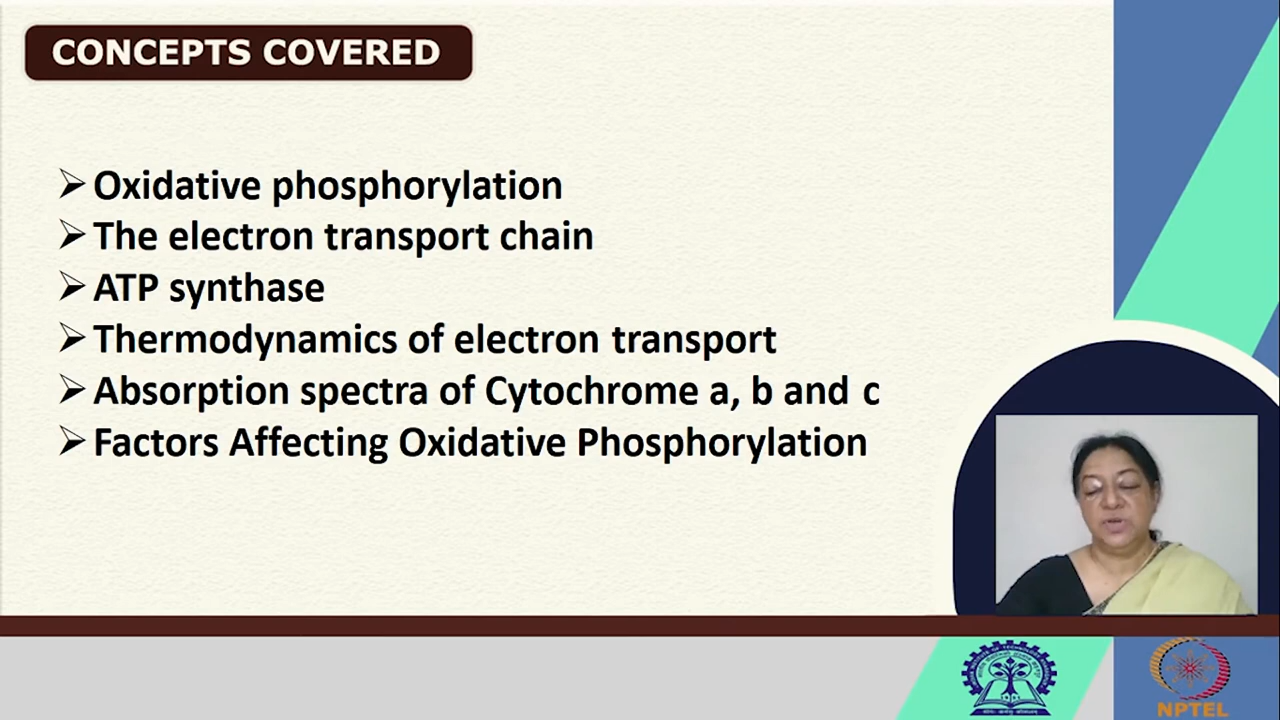 CONCEPTS COVERED
➢ Oxidative phosphorylation
➢ The electron transport chain
➢ ATP synthase
➢ Thermodynamics of electron transport
➢ Absorption spectra of Cytochrome a, b and c
➢ Factors Affecting Oxidative Phosphorylation
NPTEL